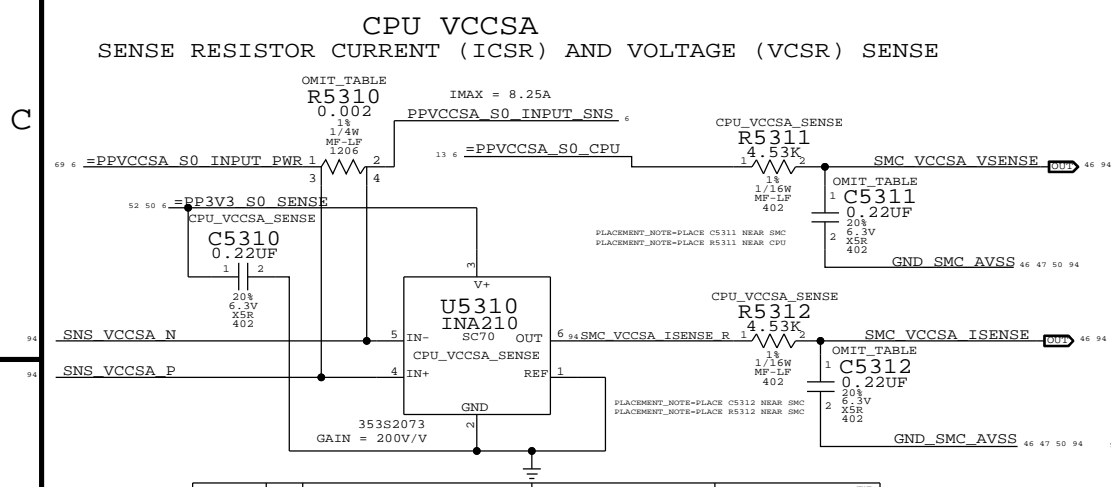 CPU VCCSA
SENSE RESISTOR CURRENT (ICSR) AND VOLTAGE (VCSR) SENSE
C
OMIT_TABLE
R5310
0.002
1%
1/4W
MF-LF
1206
IMAX = 8.25A
PPVCCSA_S0_INPUT_SNS 6
69 6 =PPVCCSA_S0_INPUT_PWR 1 2
3 4
13 6 =PPVCCSA_S0_CPU
CPU_VCCSA_SENSE
R5311
4.53K
1 2
1%
1/16W
MF-LF
402
SMC_VCCSA_VSENSE OUT 46 94
OMIT_TABLE
1 C5311
0.22UF
20%
2 6.3V
X5R
402
PLACEMENT_NOTE=PLACE C5311 NEAR SMC
PLACEMENT_NOTE=PLACE R5311 NEAR CPU
GND_SMC_AVSS 46 47 50 94
52 50 6 =PP3V3_S0_SENSE
CPU_VCCSA_SENSE
C5310
0.22UF
1 2
20%
6.3V
X5R
402
3
V+
U5310
INA210
SC70
CPU_VCCSA_SENSE
94 SNS_VCCSA_N 5 IN-
94 SNS_VCCSA_P 4 IN+
OUT 6 94 SMC_VCCSA_ISENSE_R
REF 1
GND
2
353S2073
GAIN = 200V/V
CPU_VCCSA_SENSE
R5312
4.53K
1 2
1%
1/16W
MF-LF
402
SMC_VCCSA_ISENSE OUT 46 94
OMIT_TABLE
1 C5312
0.22UF
20%
2 6.3V
X5R
402
PLACEMENT_NOTE=PLACE C5312 NEAR SMC
PLACEMENT_NOTE=PLACE R5312 NEAR SMC
GND_SMC_AVSS 46 47 50 94